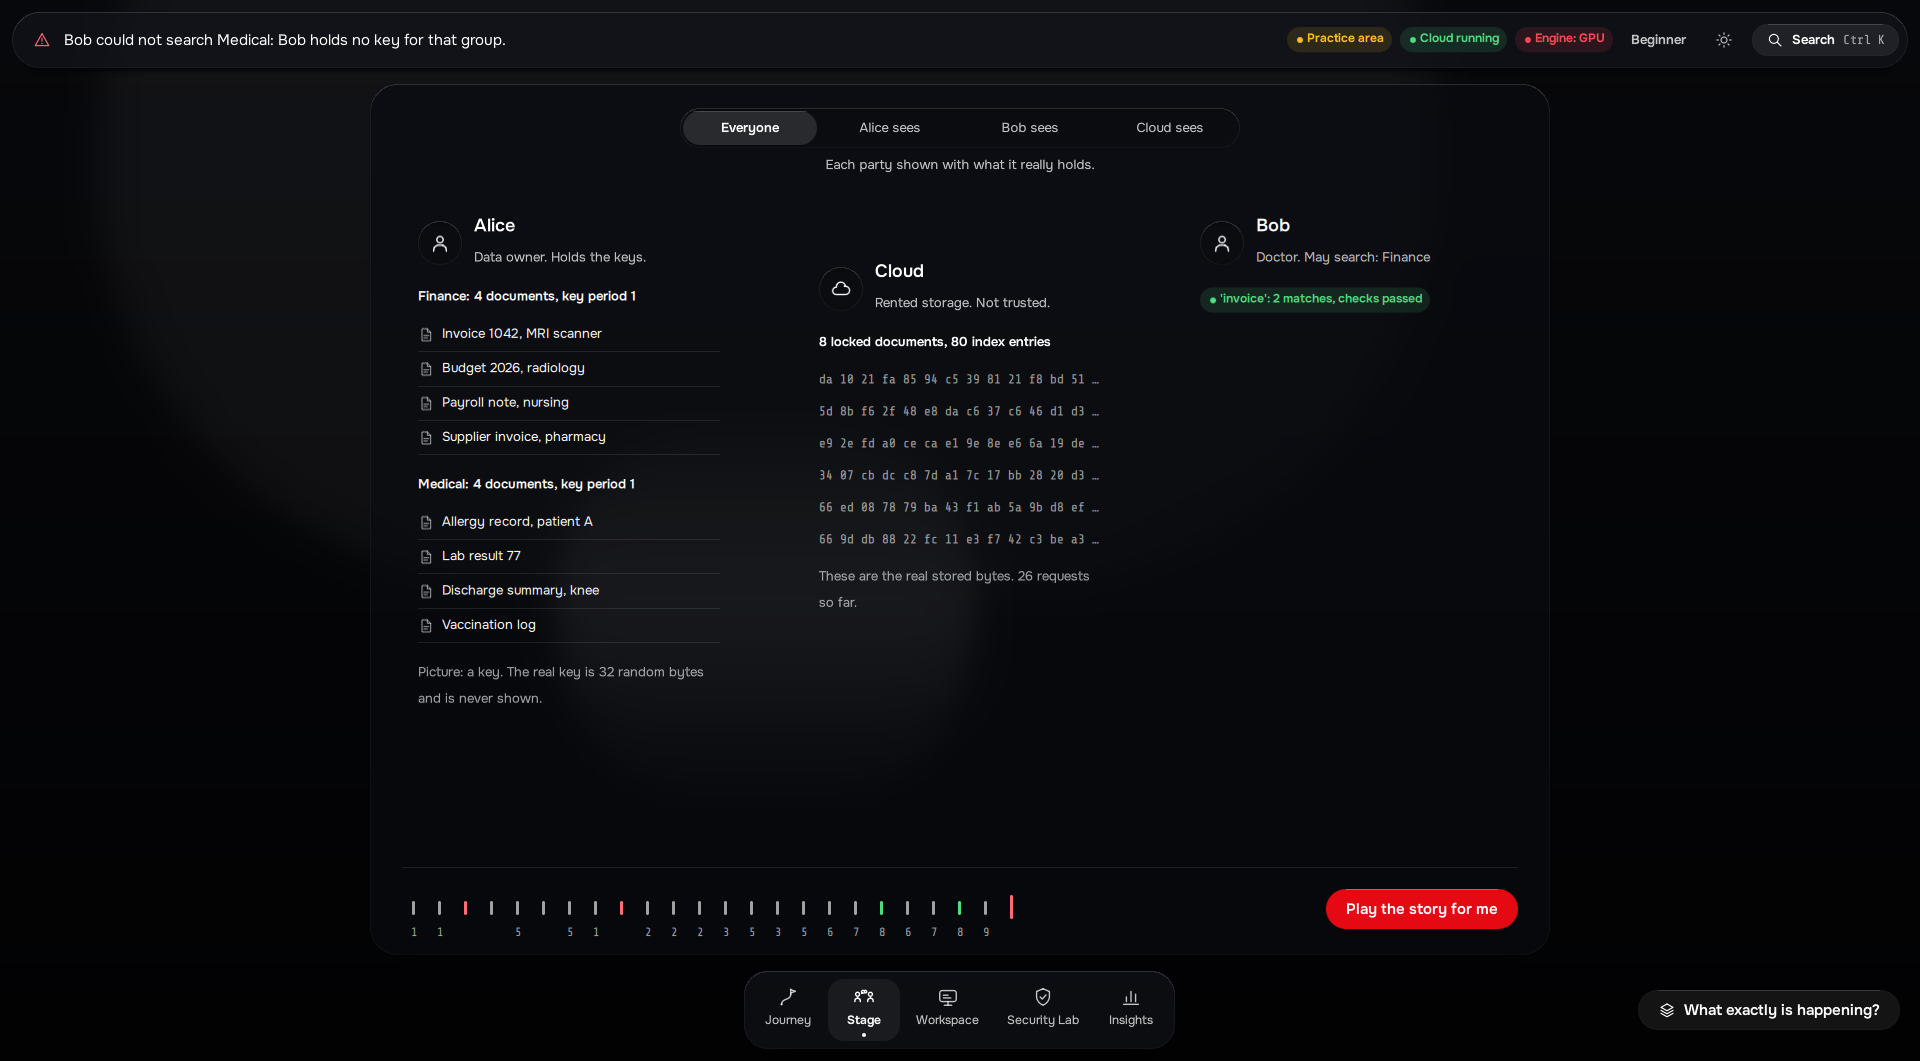 Bob could not search Medical: Bob holds no key for that group.
Practice area
Cloud running
Engine: GPU
Beginner
Search Ctrl K
Everyone
Alice sees
Bob sees
Cloud sees
Each party shown with what it really holds.
Alice
Data owner. Holds the keys.
Finance: 4 documents, key period 1
Invoice 1042, MRI scanner
Budget 2026, radiology
Payroll note, nursing
Supplier invoice, pharmacy
Medical: 4 documents, key period 1
Allergy record, patient A
Lab result 77
Discharge summary, knee
Vaccination log
Picture: a key. The real key is 32 random bytes
and is never shown.
Cloud
Rented storage. Not trusted.
8 locked documents, 80 index entries
da 10 21 fa 85 94 c5 39 81 21 f8 bd 51 …
5d 8b f6 2f 48 e8 da c6 37 c6 46 d1 d3 …
e9 2e fd a0 ce ca e1 9e 8e e6 6a 19 de …
34 07 cb dc c8 7d a1 7c 17 bb 28 20 d3 …
66 ed 08 78 79 ba 43 f1 ab 5a 9b d8 ef …
66 9d db 88 22 fc 11 e3 f7 42 c3 be a3 …
These are the real stored bytes. 26 requests
so far.
Bob
Doctor. May search: Finance
'invoice': 2 matches, checks passed
1 1 5 5 1 2 2 2 3 5 3 5 6 7 8 6 7 8 9
Play the story for me
Journey
Stage
Workspace
Security Lab
Insights
What exactly is happening?